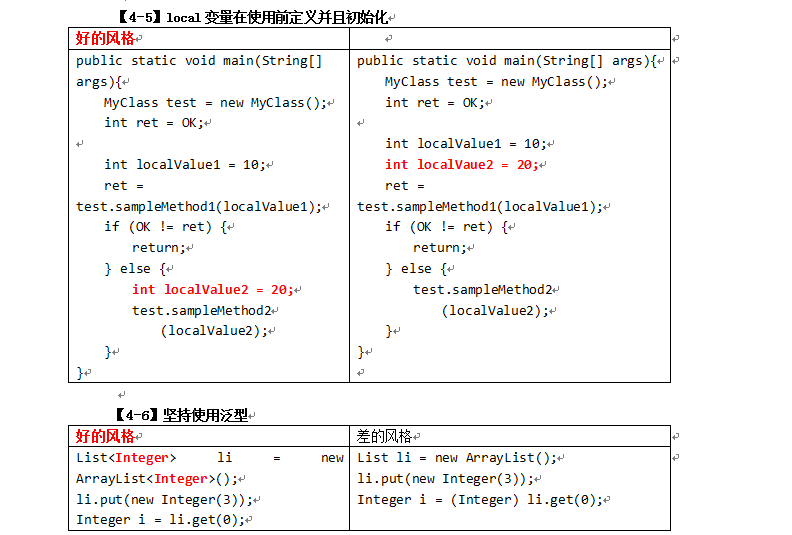 【4-5】local 变量在使用前定义并且初始化
好的风格
public static void main(String[]
args){
MyClass test = new MyClass();
int ret = OK;
int localValue1 = 10;
ret =
test.sampleMethod1(localValue1);
if (OK != ret) {
return;
} else {
int localValue2 = 20;
test.sampleMethod2
(localValue2);
}
}
public static void main(String[] args){
MyClass test = new MyClass();
int ret = OK;
int localValue1 = 10;
int localVaue2 = 20;
ret =
test.sampleMethod1(localValue1);
if (OK != ret) {
return;
} else {
test.sampleMethod2
(localValue2);
}
}
【4-6】坚持使用泛型
好的风格
List<Integer> li = new
ArrayList<Integer>();
li.put(new Integer(3));
Integer i = li.get(0);
差的风格
List li = new ArrayList();
li.put(new Integer(3));
Integer i = (Integer) li.get(0);